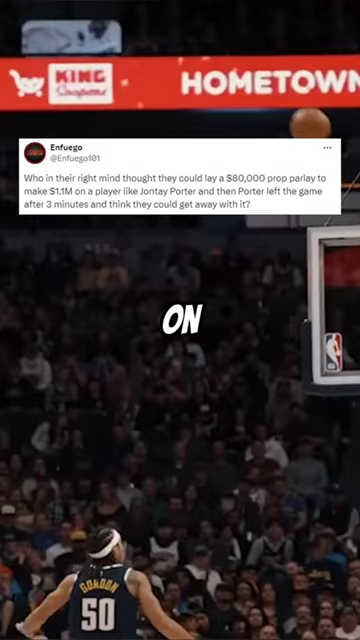 KING
Soopers
HOMETOWN
Enfuego
@Enfuego101
Who in their right mind thought they could lay a $80,000 prop parlay to
make $1.1M on a player like Jontay Porter and then Porter left the game
after 3 minutes and think they could get away with it?
ON
NBA
GORDON
50